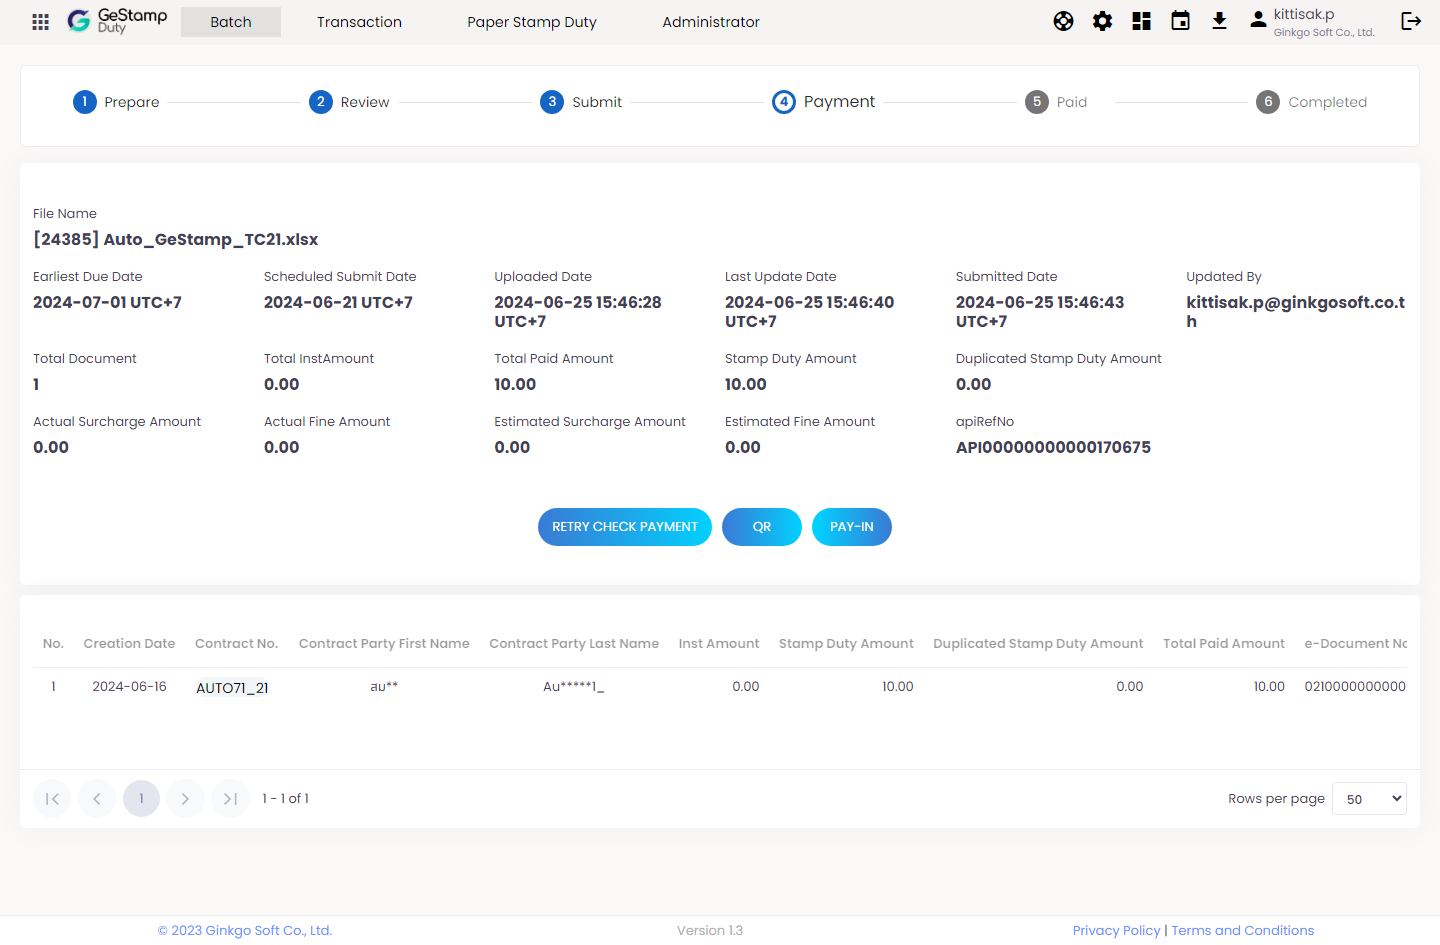 GeStamp
Duty
Batch
Transaction
Paper Stamp Duty
Administrator
kittisak.p
Ginkgo Soft Co., Ltd.
1 Prepare
2 Review
3 Submit
4 Payment
5 Paid
6 Completed
File Name
[24385] Auto_GeStamp_TC21.xlsx
Earliest Due Date Scheduled Submit Date Uploaded Date Last Update Date Submitted Date Updated By
2024-07-01 UTC+7 2024-06-21 UTC+7 2024-06-25 15:46:28 2024-06-25 15:46:40 2024-06-25 15:46:43 kittisak.p@ginkgosoft.co.t
UTC+7 UTC+7 UTC+7 h
Total Document Total InstAmount Total Paid Amount Stamp Duty Amount Duplicated Stamp Duty Amount
1 0.00 10.00 10.00 0.00
Actual Surcharge Amount Actual Fine Amount Estimated Surcharge Amount Estimated Fine Amount apiRefNo
0.00 0.00 0.00 0.00 API00000000000170675
RETRY CHECK PAYMENT QR PAY-IN
No. Creation Date Contract No. Contract Party First Name Contract Party Last Name Inst Amount Stamp Duty Amount Duplicated Stamp Duty Amount Total Paid Amount e-Document No
1 2024-06-16 AUTO71_21 สม** Au*****1_ 0.00 10.00 0.00 10.00 0210000000000
1 1 - 1 of 1 Rows per page 50
© 2023 Ginkgo Soft Co., Ltd. Version 1.3 Privacy Policy | Terms and Conditions